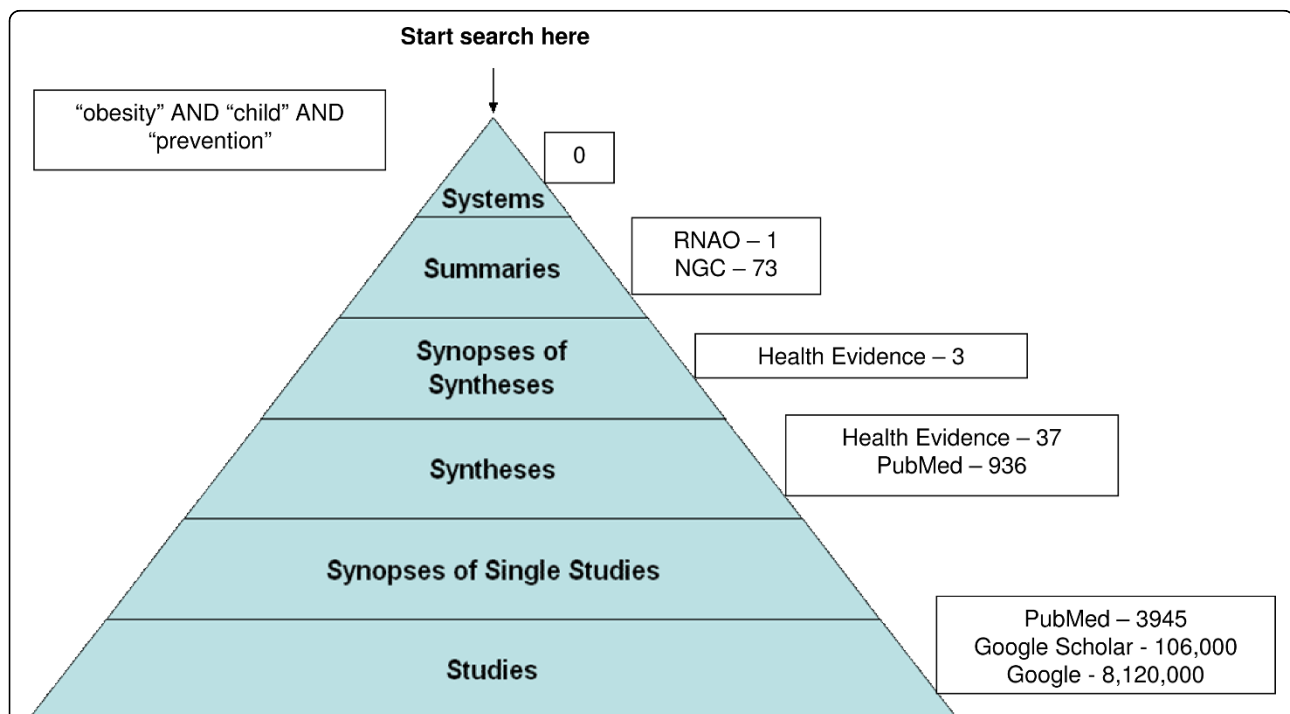 Start search here
“obesity” AND “child” AND
“prevention”
0
Systems
RNAO – 1
NGC – 73
Summaries
Synopses of
Syntheses
Health Evidence – 3
Health Evidence – 37
PubMed – 936
Syntheses
Synopses of Single Studies
PubMed – 3945
Google Scholar - 106,000
Google - 8,120,000
Studies